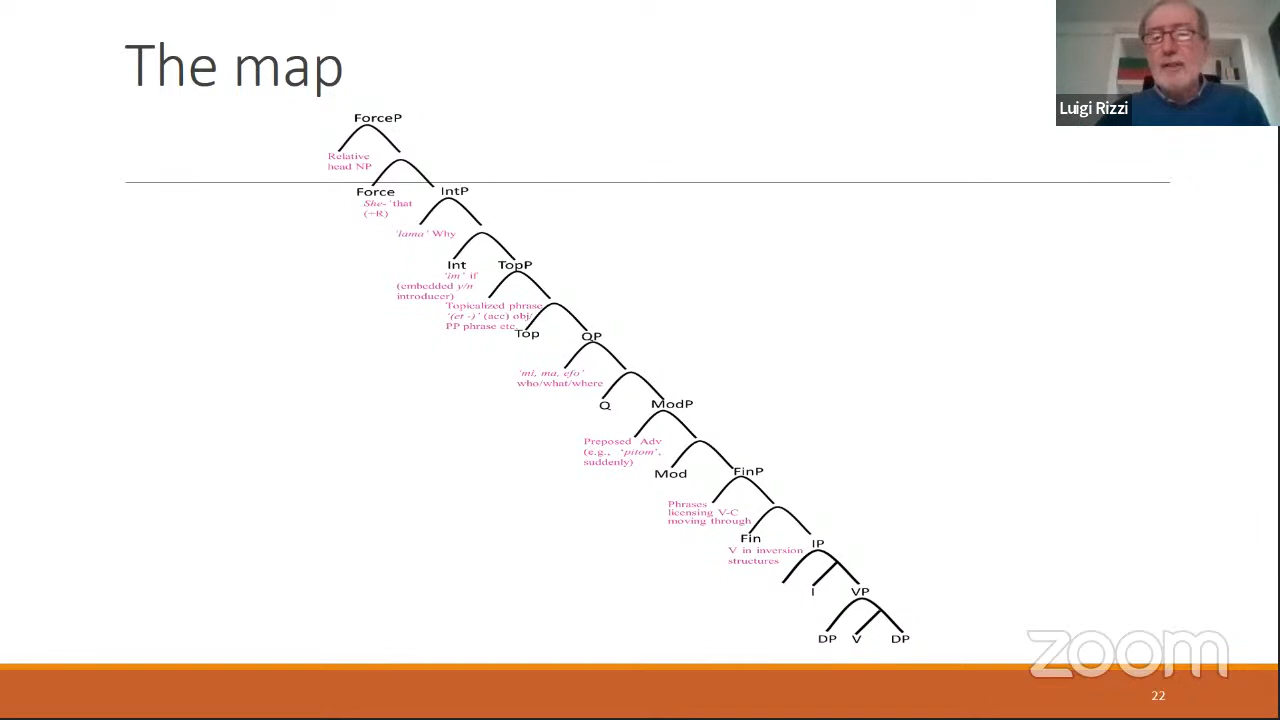 The map
Luigi Rizzi
ForceP
Relative
head NP
Force
IntP
She- 'that
(+R)
'lama' Why
Int
TopP
'im' if
(embedded y/n
introducer)
Topicalized phrase
'(et -)' (acc) obj/
PP phrase etc
Top
QP
'mi, ma, efo'
who/what/where
Q
ModP
Preposed Adv
(e.g., 'pitom',
suddenly)
Mod
FinP
Phrases
licensing V-C
moving through
Fin
IP
V in inversion
structures
I
VP
DP
V
DP
zoom
22